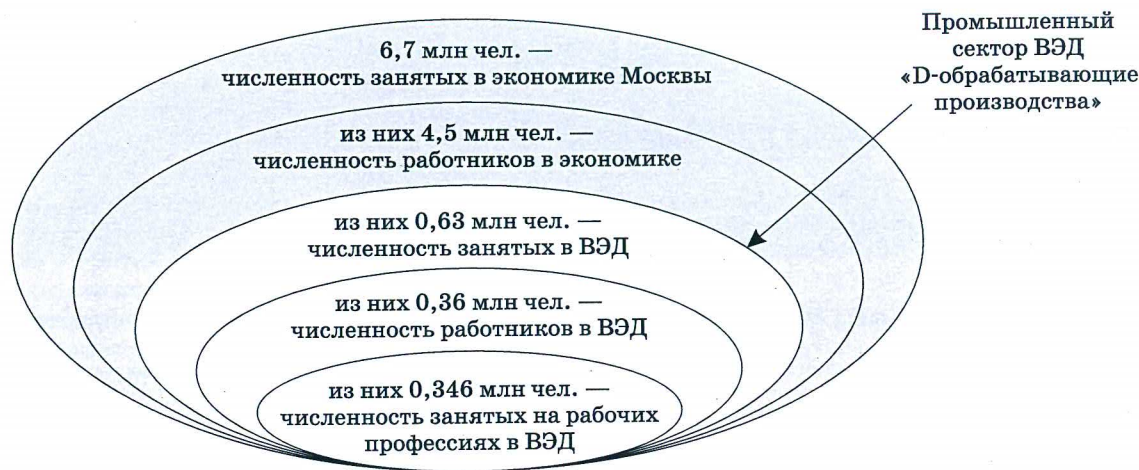 6,7 млн чел. —
численность занятых в экономике Москвы
из них 4,5 млн чел. —
численность работников в экономике
из них 0,63 млн чел. —
численность занятых в ВЭД
из них 0,36 млн чел. —
численность работников в ВЭД
из них 0,346 млн чел. —
численность занятых на рабочих
профессиях в ВЭД
Промышленный
сектор ВЭД
«D-обрабатывающие
производства»